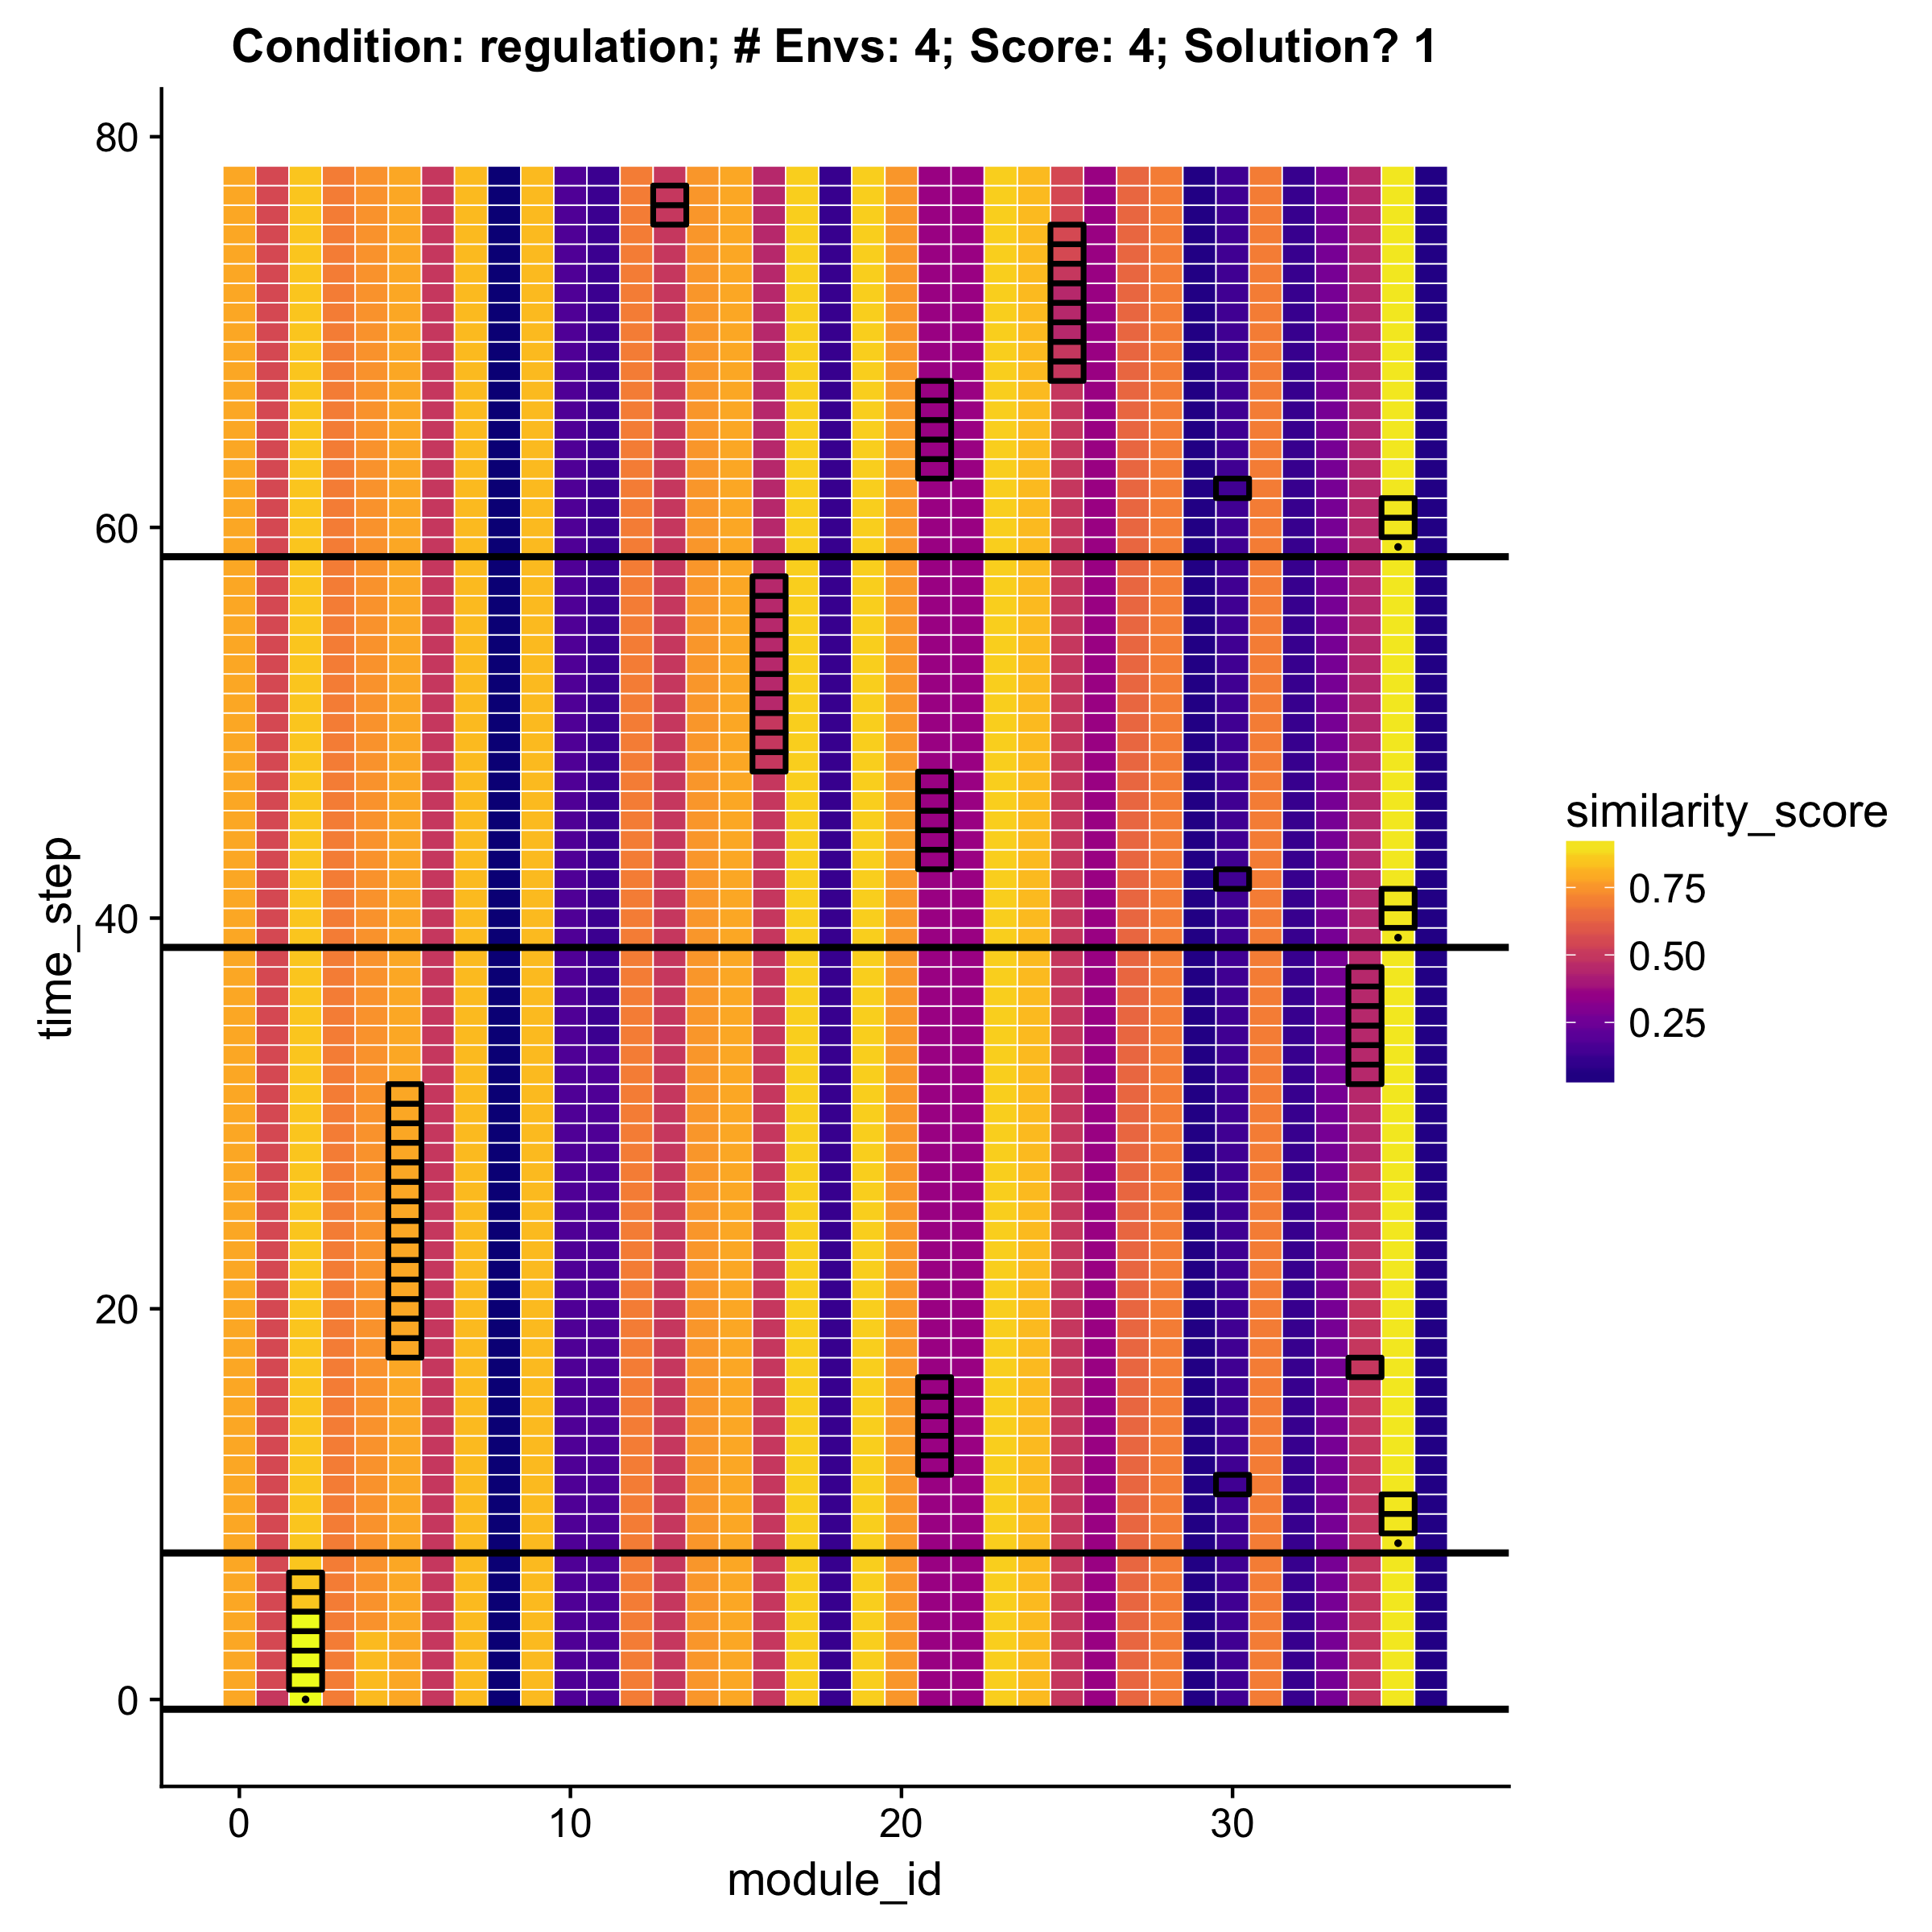 Condition: regulation; # Envs: 4; Score: 4; Solution? 1
80
60
40
20
0
time_step
0 10 20 30
module_id
similarity_score
0.75
0.50
0.25